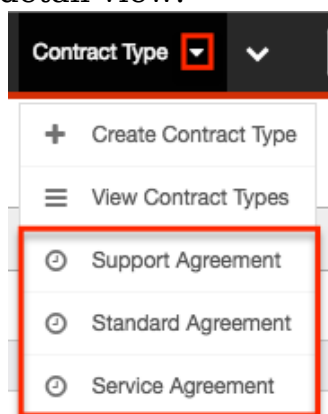 detail view.
Contract Type
Create Contract Type
View Contract Types
Support Agreement
Standard Agreement
Service Agreement